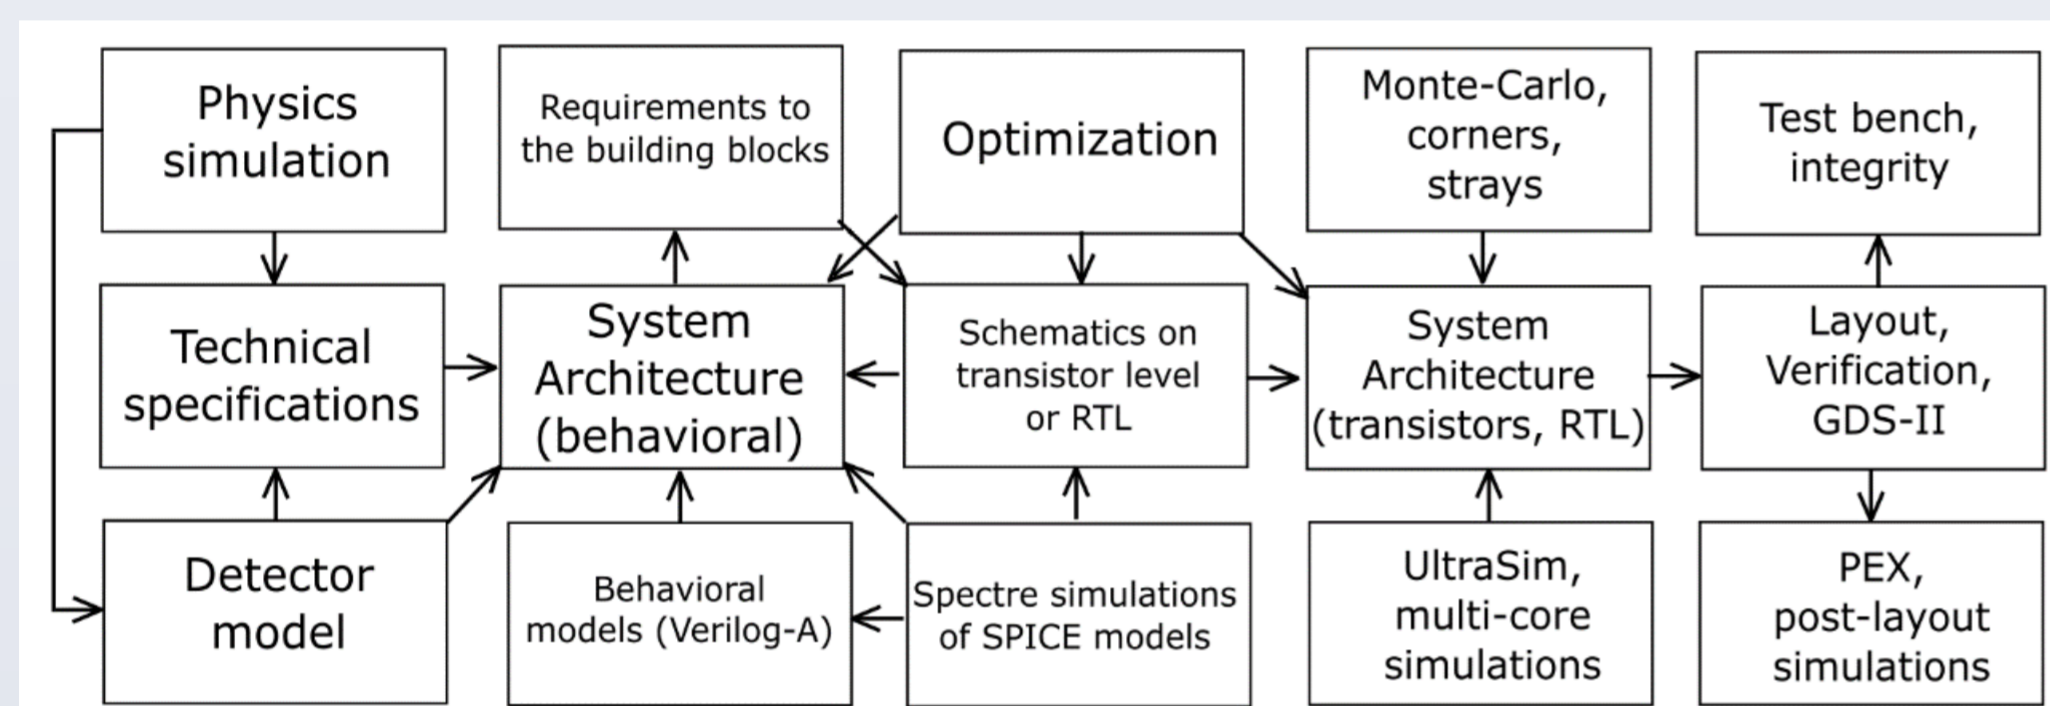 Physics
simulation
Requirements to
the building blocks
Optimization
Monte-Carlo,
corners,
strays
Test bench,
integrity
Technical
specifications
System
Architecture
(behavioral)
Schematics on
transistor level
or RTL
System
Architecture
(transistors, RTL)
Layout,
Verification,
GDS-II
Detector
model
Behavioral
models (Verilog-A)
Spectre simulations
of SPICE models
UltraSim,
multi-core
simulations
PEX,
post-layout
simulations